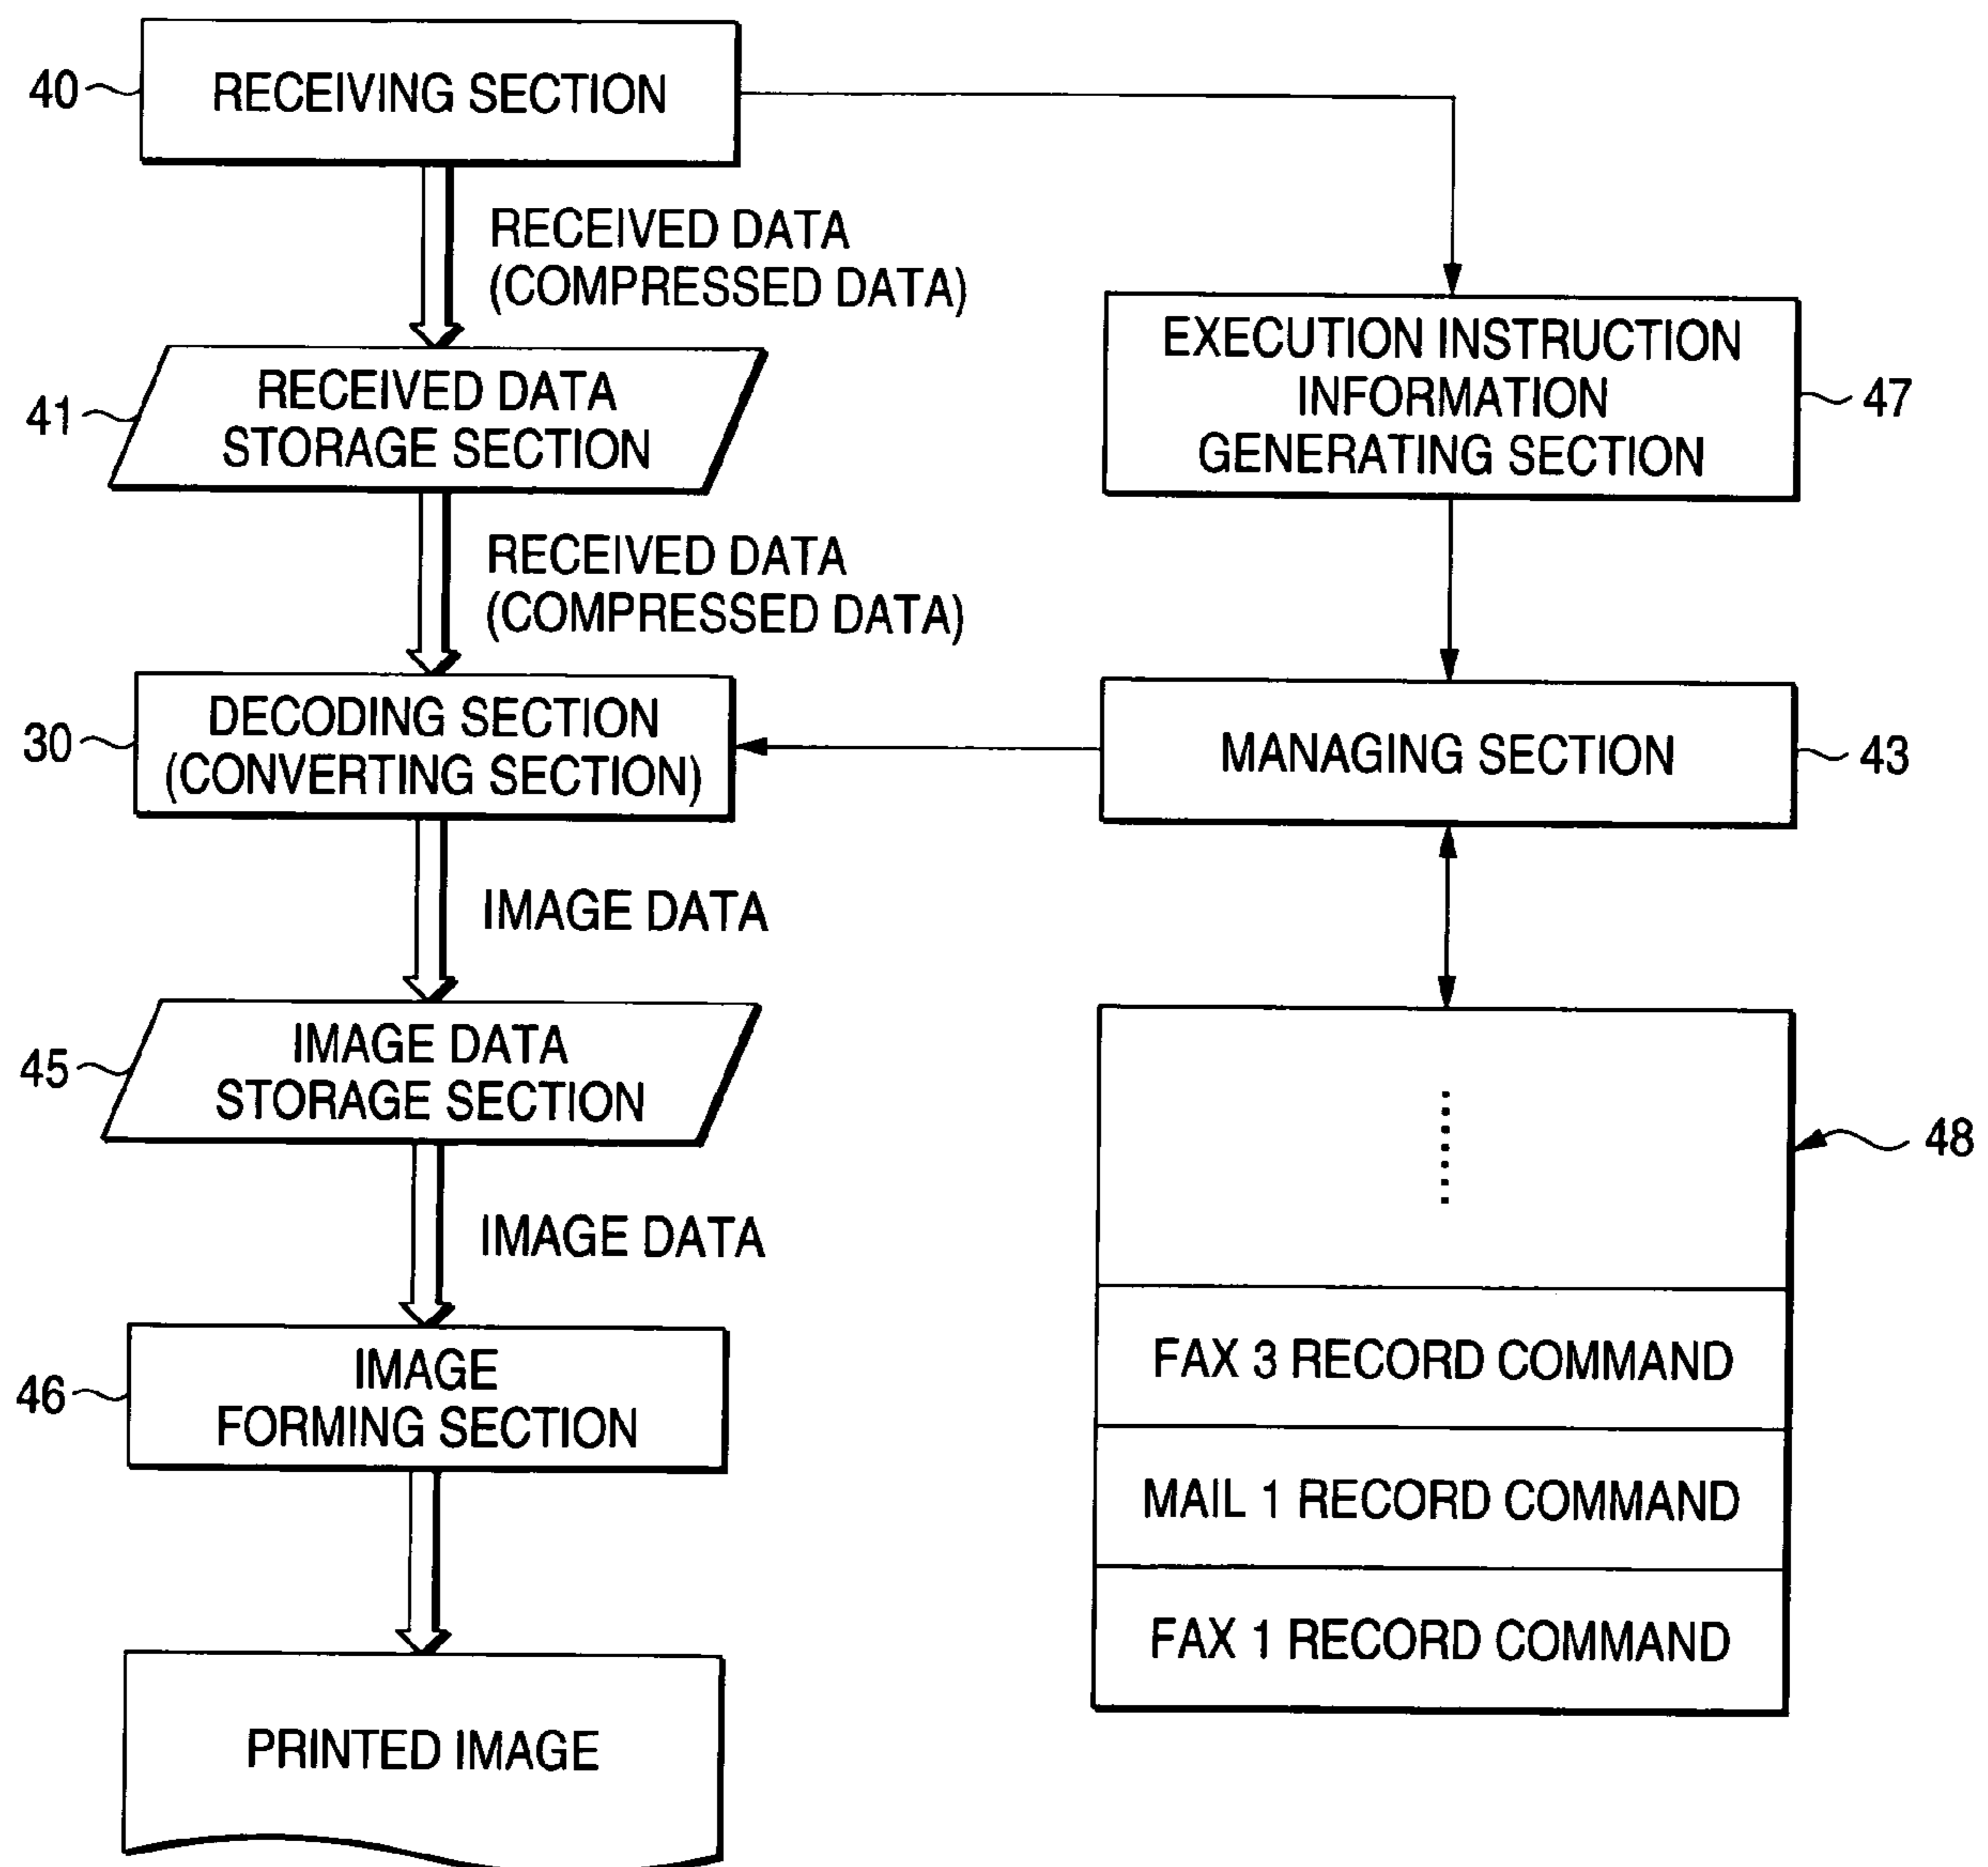 40
RECEIVING SECTION
RECEIVED DATA
(COMPRESSED DATA)
41
RECEIVED DATA
STORAGE SECTION
EXECUTION INSTRUCTION
INFORMATION
GENERATING SECTION
47
RECEIVED DATA
(COMPRESSED DATA)
30
DECODING SECTION
(CONVERTING SECTION)
MANAGING SECTION
43
IMAGE DATA
45
IMAGE DATA
STORAGE SECTION
48
IMAGE DATA
46
IMAGE
FORMING SECTION
FAX 3 RECORD COMMAND
MAIL 1 RECORD COMMAND
FAX 1 RECORD COMMAND
PRINTED IMAGE